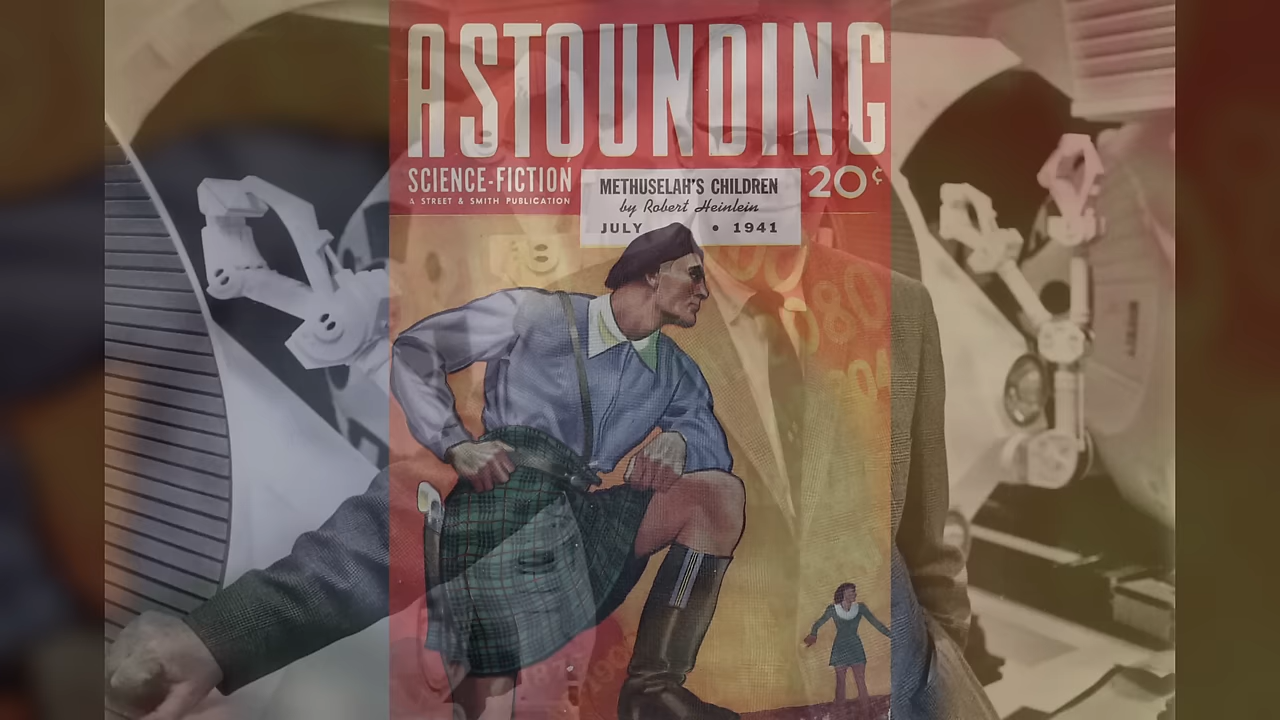 ASTOUNDING
SCIENCE-FICTION
A STREET & SMITH PUBLICATION
METHUSELAH'S CHILDREN
by Robert Heinlein
JULY • 1941
20¢